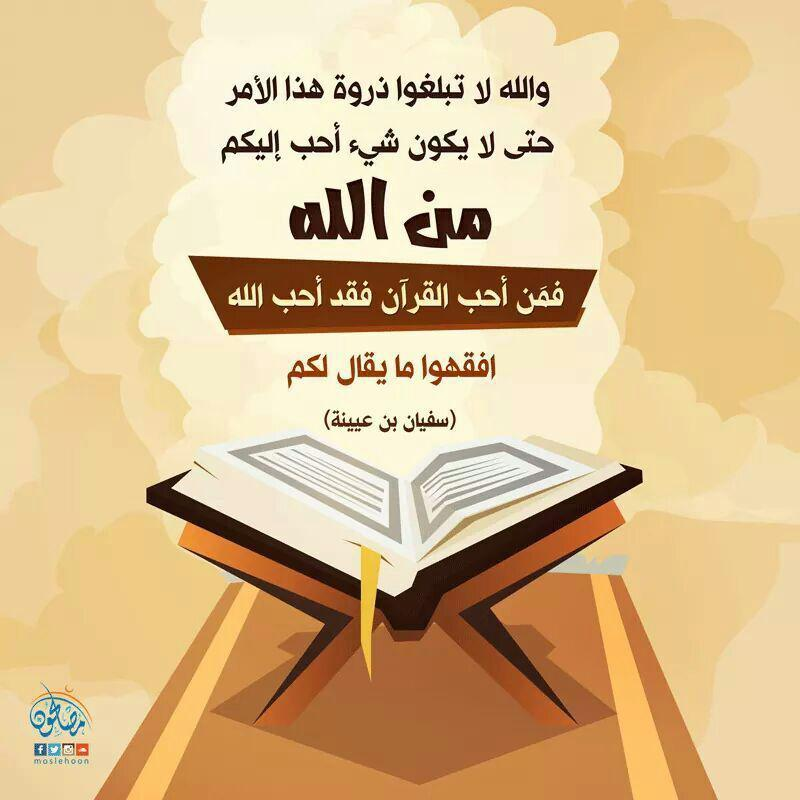 والله لا تبلغوا ذروة هذا الأمر
حتى لا يكون شيء أحب إليكم
من الله
فمَن أحب القرآن فقد أحب الله
افقهوا ما يقال لكم
(سفيان بن عيينة)
مصلحون
moslehoon